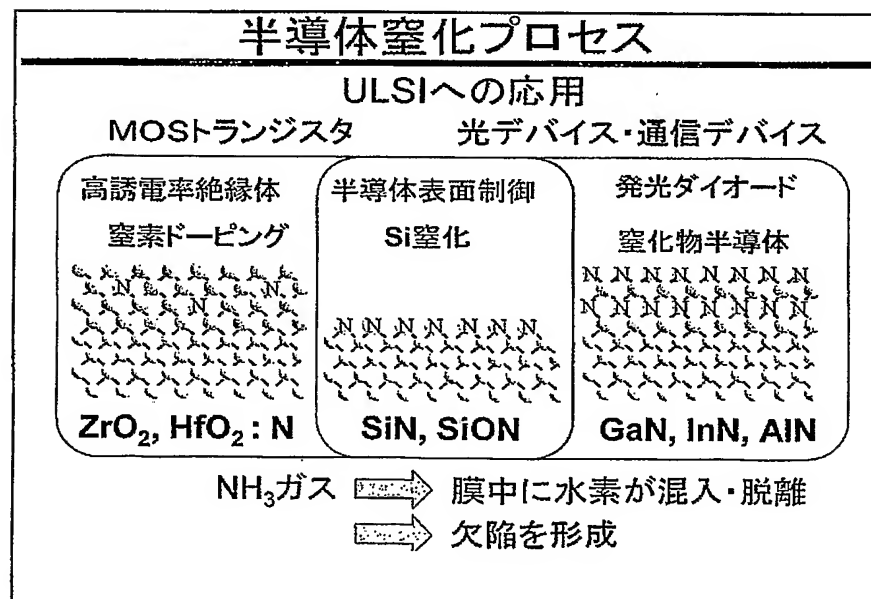 半導体窒化プロセス
ULSIへの応用
MOSトランジスタ 光デバイス・通信デバイス
高誘電率絶縁体 半導体表面制御 発光ダイオード
窒素ドーピング Si窒化 窒化物半導体
N N N N N N N N
N N
N N N N N N N N
N
N N N N N N N
ZrO₂, HfO₂ : N SiN, SiON GaN, InN, AlN
NH₃ガス 膜中に水素が混入・脱離
欠陥を形成